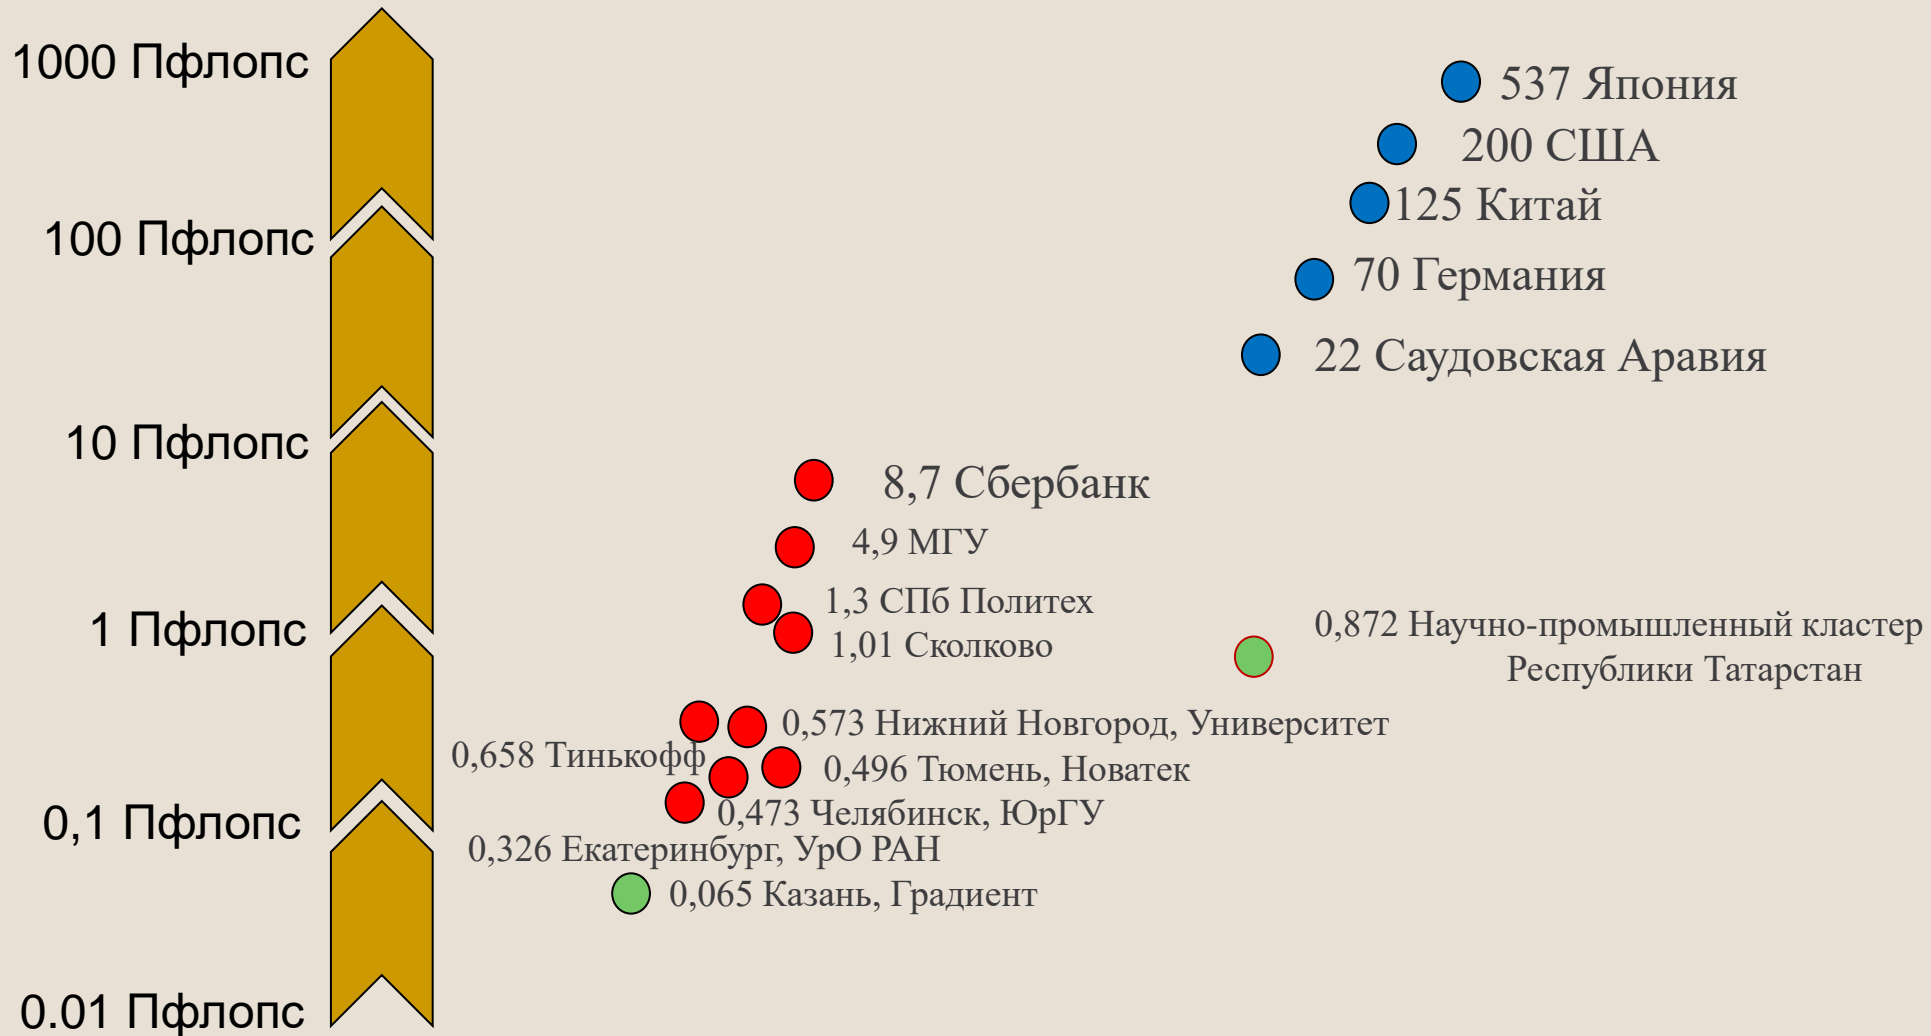 1000 Пфлопс
537 Япония
200 США
125 Китай
100 Пфлопс
70 Германия
22 Саудовская Аравия
10 Пфлопс
8,7 Сбербанк
4,9 МГУ
1,3 СПб Политех
1 Пфлопс
1,01 Сколково
0,872 Научно-промышленный кластер
Республики Татарстан
0,573 Нижний Новгород, Университет
0,658 Тинькофф
0,496 Тюмень, Новатек
0,1 Пфлопс
0,473 Челябинск, ЮрГУ
0,326 Екатеринбург, УрО РАН
0,065 Казань, Градиент
0.01 Пфлопс